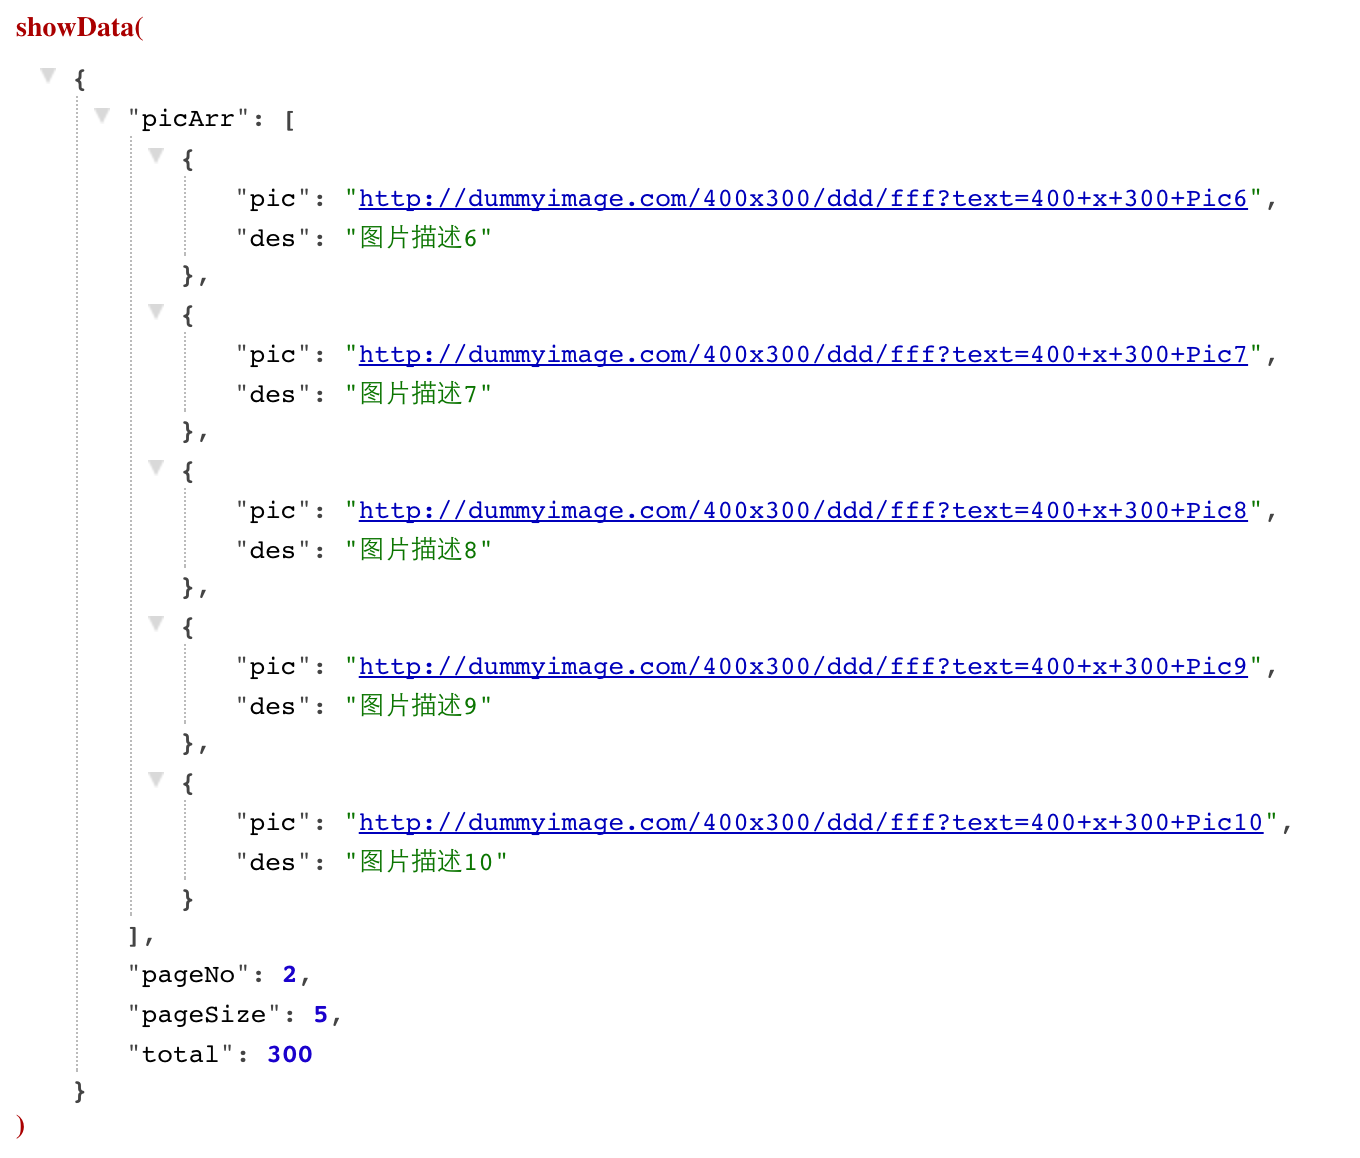 showData(
{
"picArr": [
{
"pic": "http://dummyimage.com/400x300/ddd/fff?text=400+x+300+Pic6",
"des": "图片描述6"
},
{
"pic": "http://dummyimage.com/400x300/ddd/fff?text=400+x+300+Pic7",
"des": "图片描述7"
},
{
"pic": "http://dummyimage.com/400x300/ddd/fff?text=400+x+300+Pic8",
"des": "图片描述8"
},
{
"pic": "http://dummyimage.com/400x300/ddd/fff?text=400+x+300+Pic9",
"des": "图片描述9"
},
{
"pic": "http://dummyimage.com/400x300/ddd/fff?text=400+x+300+Pic10",
"des": "图片描述10"
}
],
"pageNo": 2,
"pageSize": 5,
"total": 300
}
)